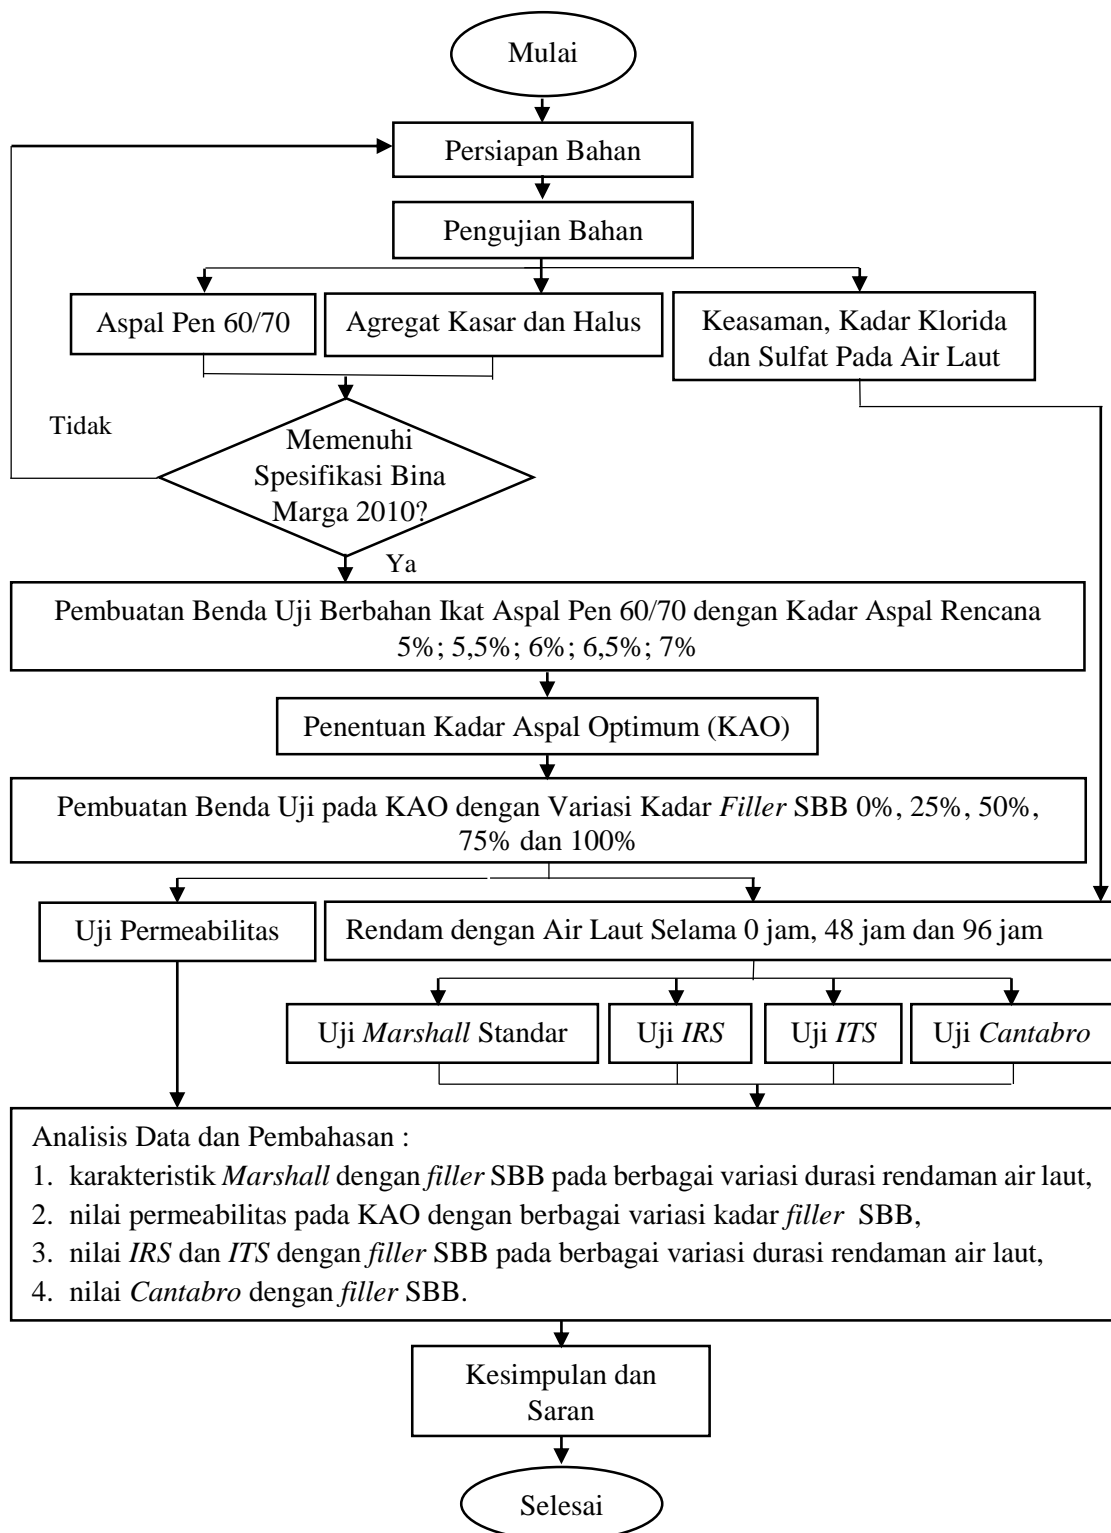 Mulai
Persiapan Bahan
Pengujian Bahan
Aspal Pen 60/70
Agregat Kasar dan Halus
Keasaman, Kadar Klorida
dan Sulfat Pada Air Laut
Tidak
Memenuhi
Spesifikasi Bina
Marga 2010?
Ya
Pembuatan Benda Uji Berbahan Ikat Aspal Pen 60/70 dengan Kadar Aspal Rencana
5%; 5,5%; 6%; 6,5%; 7%
Penentuan Kadar Aspal Optimum (KAO)
Pembuatan Benda Uji pada KAO dengan Variasi Kadar Filler SBB 0%, 25%, 50%,
75% dan 100%
Uji Permeabilitas
Rendam dengan Air Laut Selama 0 jam, 48 jam dan 96 jam
Uji Marshall Standar
Uji IRS
Uji ITS
Uji Cantabro
Analisis Data dan Pembahasan :
1. karakteristik Marshall dengan filler SBB pada berbagai variasi durasi rendaman air laut,
2. nilai permeabilitas pada KAO dengan berbagai variasi kadar filler SBB,
3. nilai IRS dan ITS dengan filler SBB pada berbagai variasi durasi rendaman air laut,
4. nilai Cantabro dengan filler SBB.
Kesimpulan dan
Saran
Selesai